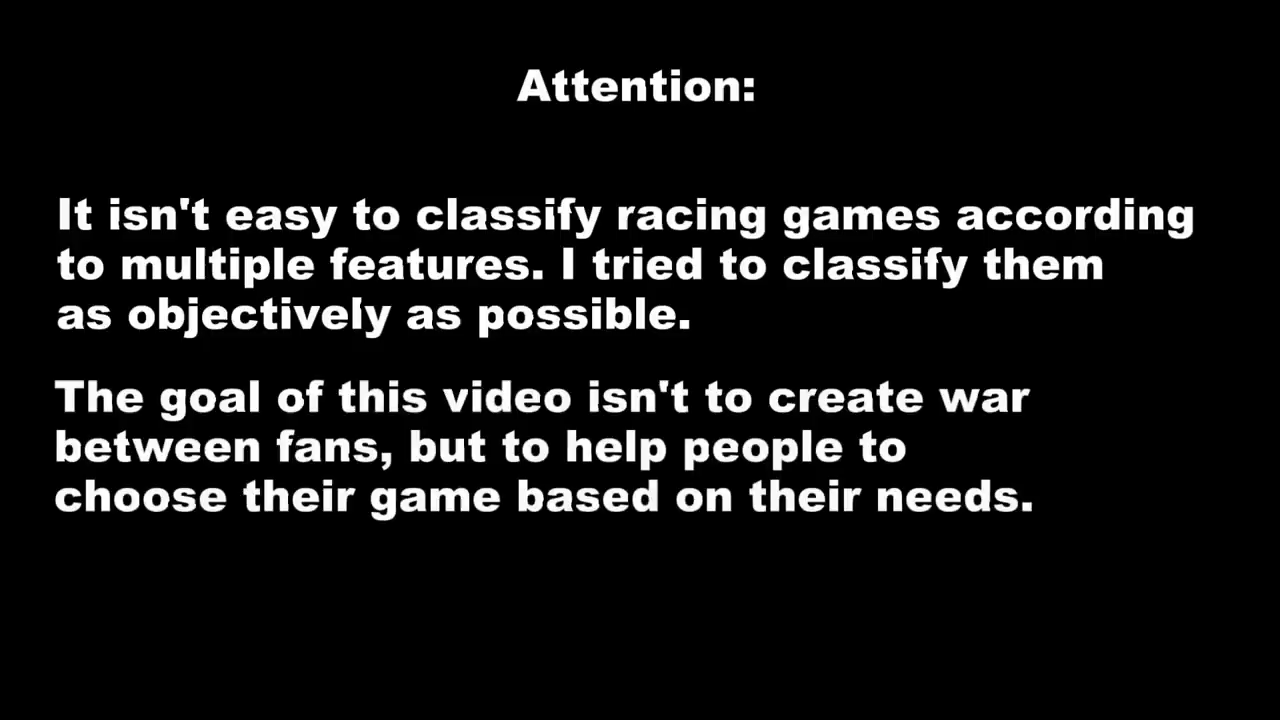 Attention:
It isn't easy to classify racing games according
to multiple features. I tried to classify them
as objectively as possible.
The goal of this video isn't to create war
between fans, but to help people to
choose their game based on their needs.